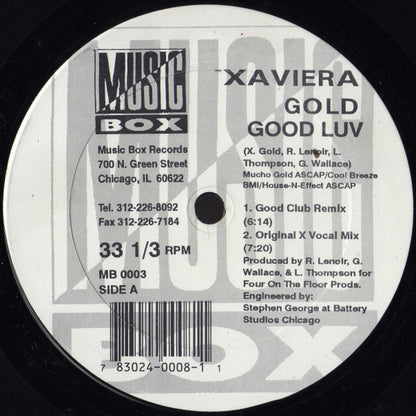 MUSIC
BOX
Music Box Records
700 N. Green Street
Chicago, IL 60622
Tel. 312-226-8092
Fax 312-226-7184
33 1/3 RPM
MB 0003
SIDE A
7 83024-0008-1 1
XAVIERA
GOLD
GOOD LUV
(X. Gold, R. Lenoir, L.
Thompson, G. Wallace)
Mucho Gold ASCAP/Cool Breeze
BMI/House-N-Effect ASCAP
1. Good Club Remix
(6:14)
2. Original X Vocal Mix
(7:20)
Produced by R. Lenoir, G.
Wallace, & L. Thompson for
Four On The Floor Prods.
Engineered by:
Stephen George at Battery
Studios Chicago
MUSIC
BOX